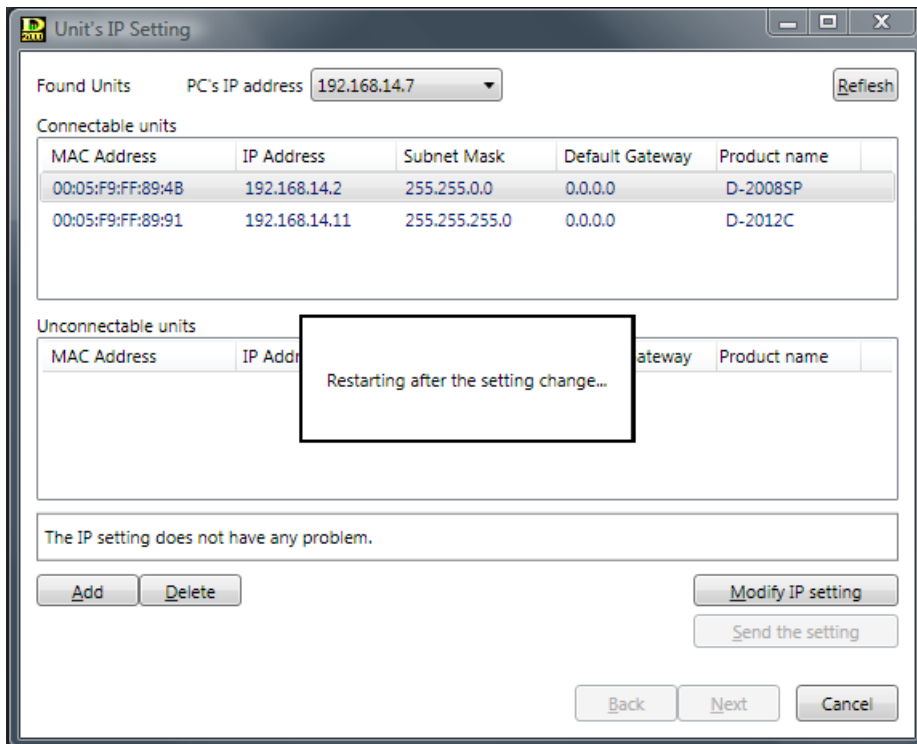 Unit's IP Setting
Found Units PC's IP address 192.168.14.7 Reflesh
Connectable units
MAC Address IP Address Subnet Mask Default Gateway Product name
00:05:F9:FF:89:4B 192.168.14.2 255.255.0.0 0.0.0.0 D-2008SP
00:05:F9:FF:89:91 192.168.14.11 255.255.255.0 0.0.0.0 D-2012C
Unconnectable units
MAC Address IP Addr ateway Product name
Restarting after the setting change...
The IP setting does not have any problem.
Add Delete Modify IP setting
Send the setting
Back Next Cancel